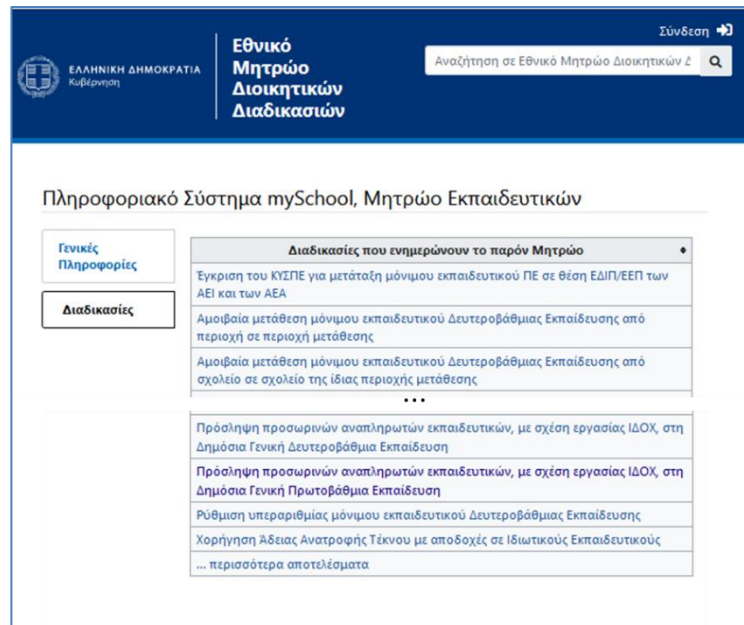 Σύνδεση
ΕΛΛΗΝΙΚΗ ΔΗΜΟΚΡΑΤΙΑ
Κυβέρνηση
Εθνικό
Μητρώο
Διοικητικών
Διαδικασιών
Αναζήτηση σε Εθνικό Μητρώο Διοικητικών Δ
Πληροφοριακό Σύστημα mySchool, Μητρώο Εκπαιδευτικών
Γενικές
Πληροφορίες
Διαδικασίες
Διαδικασίες που ενημερώνουν το παρόν Μητρώο
Έγκριση του ΚΥΣΠΕ για μετάταξη μόνιμου εκπαιδευτικού ΠΕ σε θέση ΕΔΙΠ/ΕΕΠ των
ΑΕΙ και των ΑΕΑ
Αμοιβαία μετάθεση μόνιμου εκπαιδευτικού Δευτεροβάθμιας Εκπαίδευσης από
περιοχή σε περιοχή μετάθεσης
Αμοιβαία μετάθεση μόνιμου εκπαιδευτικού Δευτεροβάθμιας Εκπαίδευσης από
σχολείο σε σχολείο της ίδιας περιοχής μετάθεσης
...
Πρόσληψη προσωρινών αναπληρωτών εκπαιδευτικών, με σχέση εργασίας ΙΔΟΧ, στη
Δημόσια Γενική Δευτεροβάθμια Εκπαίδευση
Πρόσληψη προσωρινών αναπληρωτών εκπαιδευτικών, με σχέση εργασίας ΙΔΟΧ, στη
Δημόσια Γενική Πρωτοβάθμια Εκπαίδευση
Ρύθμιση υπεραριθμίας μόνιμου εκπαιδευτικού Δευτεροβάθμιας Εκπαίδευσης
Χορήγηση Άδειας Ανατροφής Τέκνου με αποδοχές σε Ιδιωτικούς Εκπαιδευτικούς
... περισσότερα αποτελέσματα